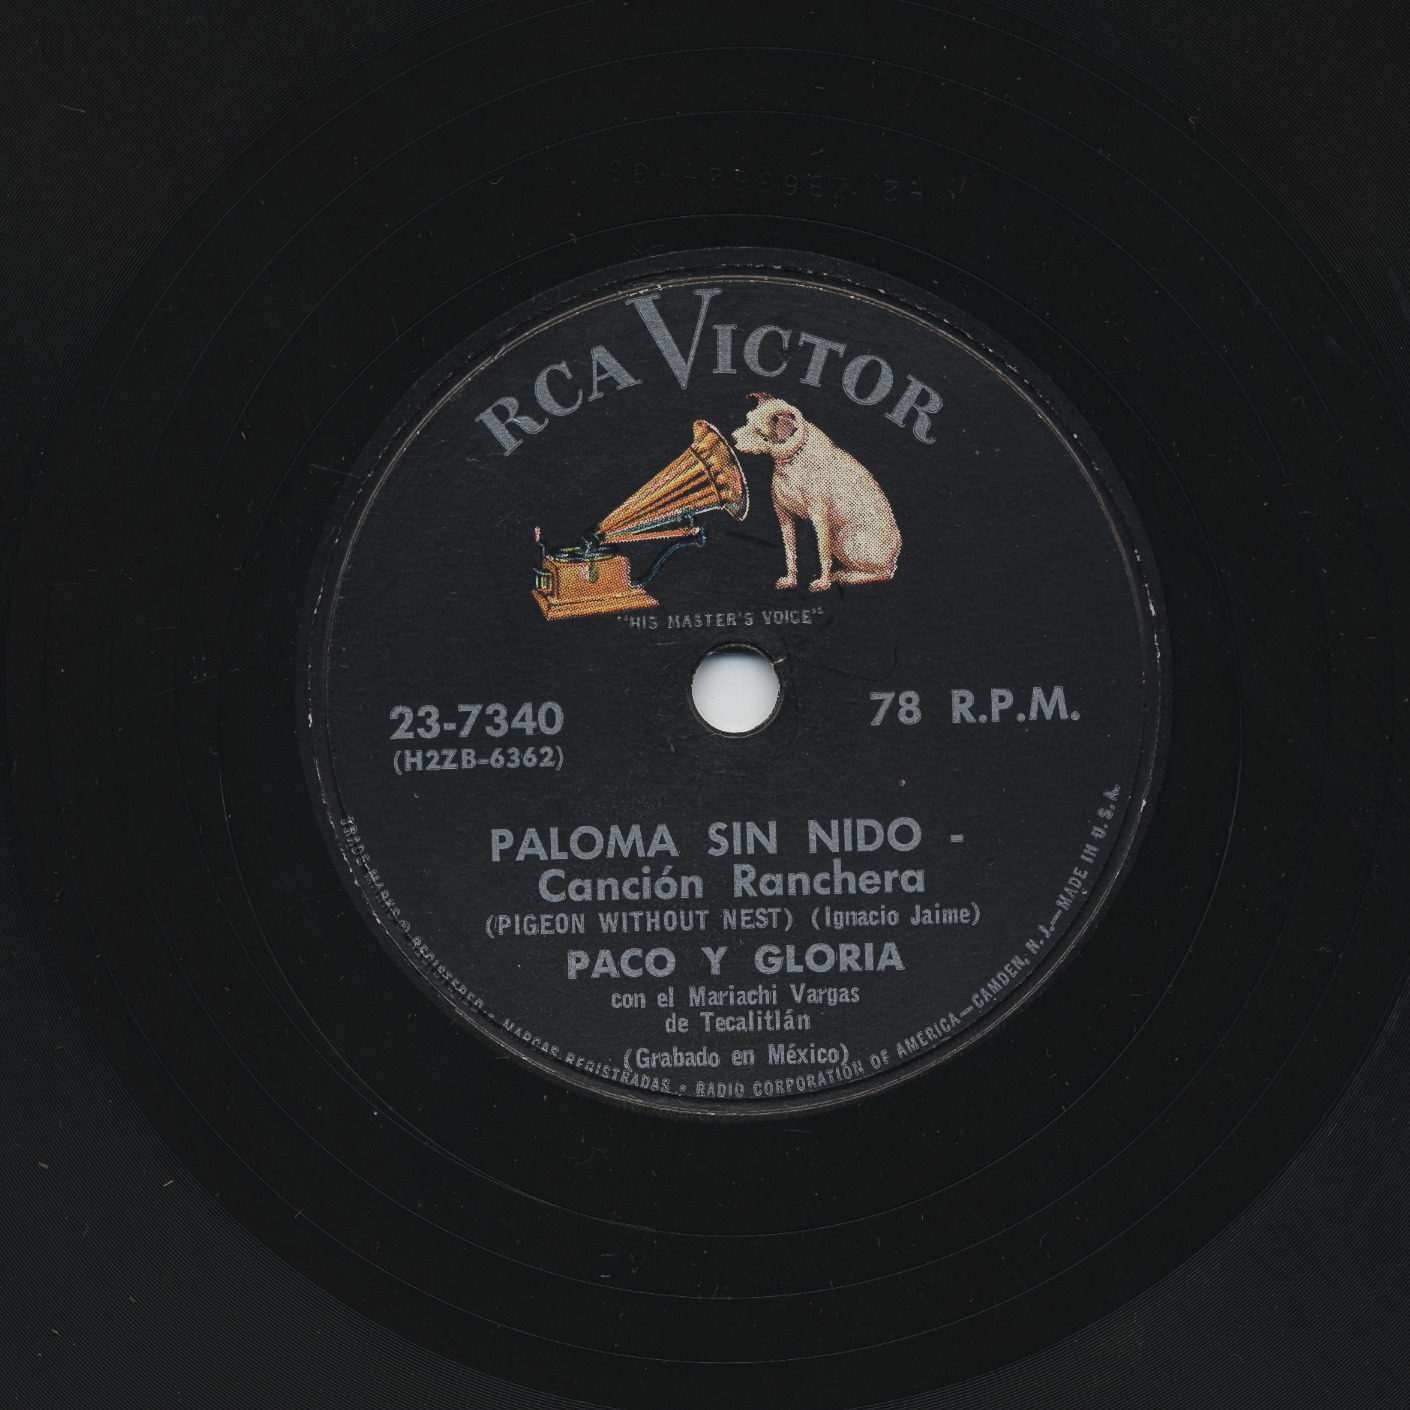 RCA VICTOR
"HIS MASTER'S VOICE"
23-7340
(H2ZB-6362)
78 R.P.M.
PALOMA SIN NIDO -
Canción Ranchera
(PIGEON WITHOUT NEST) (Ignacio Jaime)
PACO Y GLORIA
con el Mariachi Vargas
de Tecalitlán
(Grabado en México)
TRADE-MARKS ® REGISTERED • MARCAS REGISTRADAS • RADIO CORPORATION OF AMERICA—CAMDEN, N. J.—MADE IN U. S. A.